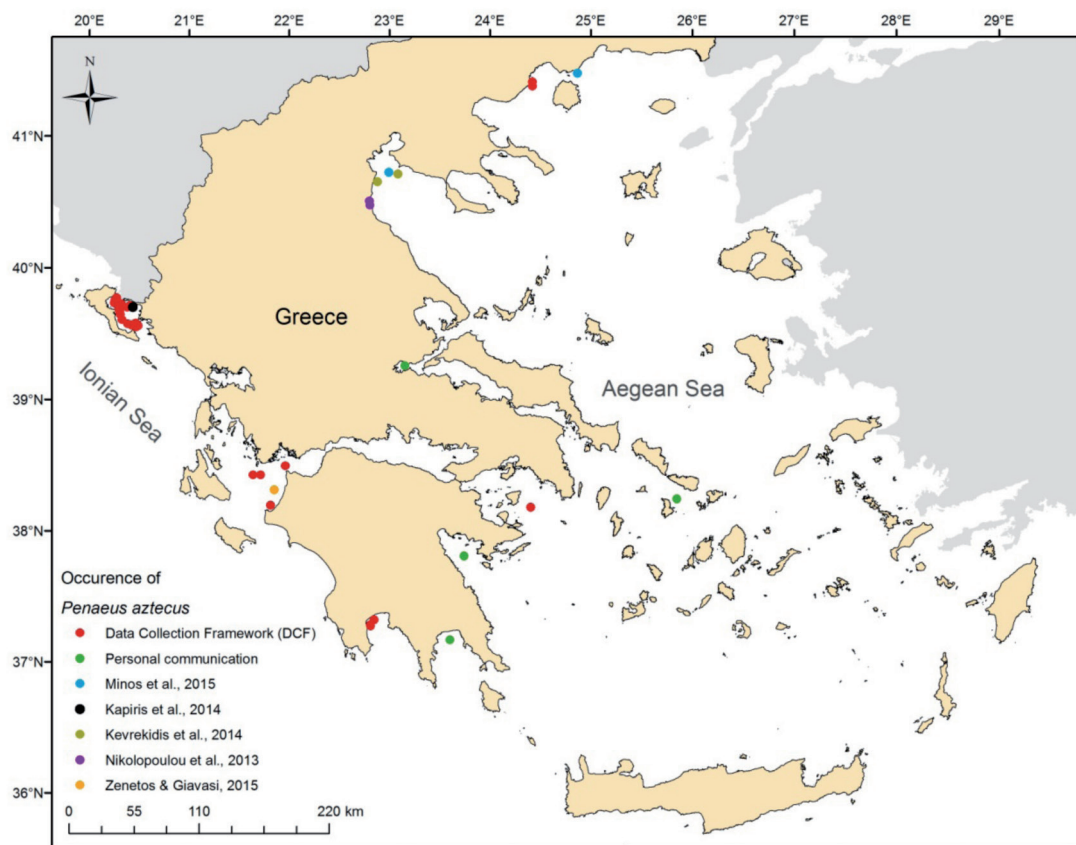 20°E 21°E 22°E 23°E 24°E 25°E 26°E 27°E 28°E 29°E
N
41°N
40°N
Greece
Ionian Sea
Aegean Sea
39°N
38°N
Occurence of
Penaeus aztecus
Data Collection Framework (DCF)
37°N
Personal communication
Minos et al., 2015
Kapiris et al., 2014
Kevrekidis et al., 2014
Nikolopoulou et al., 2013
Zenetos & Giavasi, 2015
36°N
0 55 110 220 km